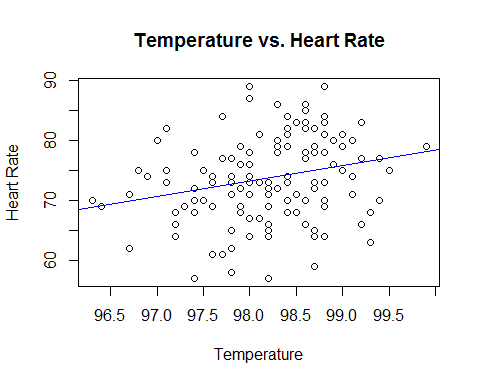 Temperature vs. Heart Rate
Heart Rate
90
80
70
60
96.5 97.0 97.5 98.0 98.5 99.0 99.5
Temperature